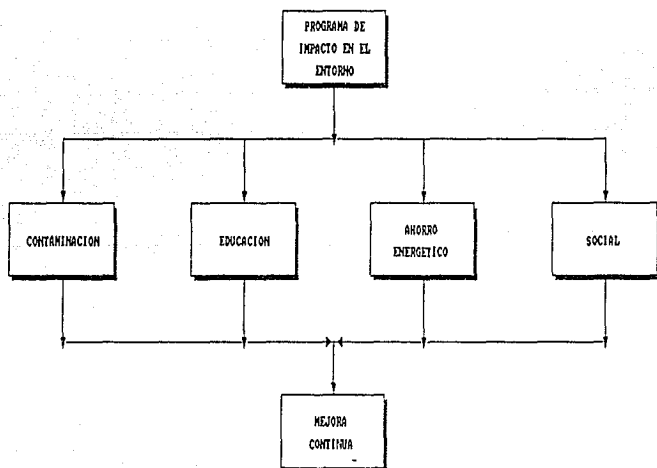 PROGRAMA DE
IMPACTO EN EL
ENTORNO
CONTAMINACION
EDUCACION
AHORRO
ENERGETICO
SOCIAL
MEJORA
CONTINUA